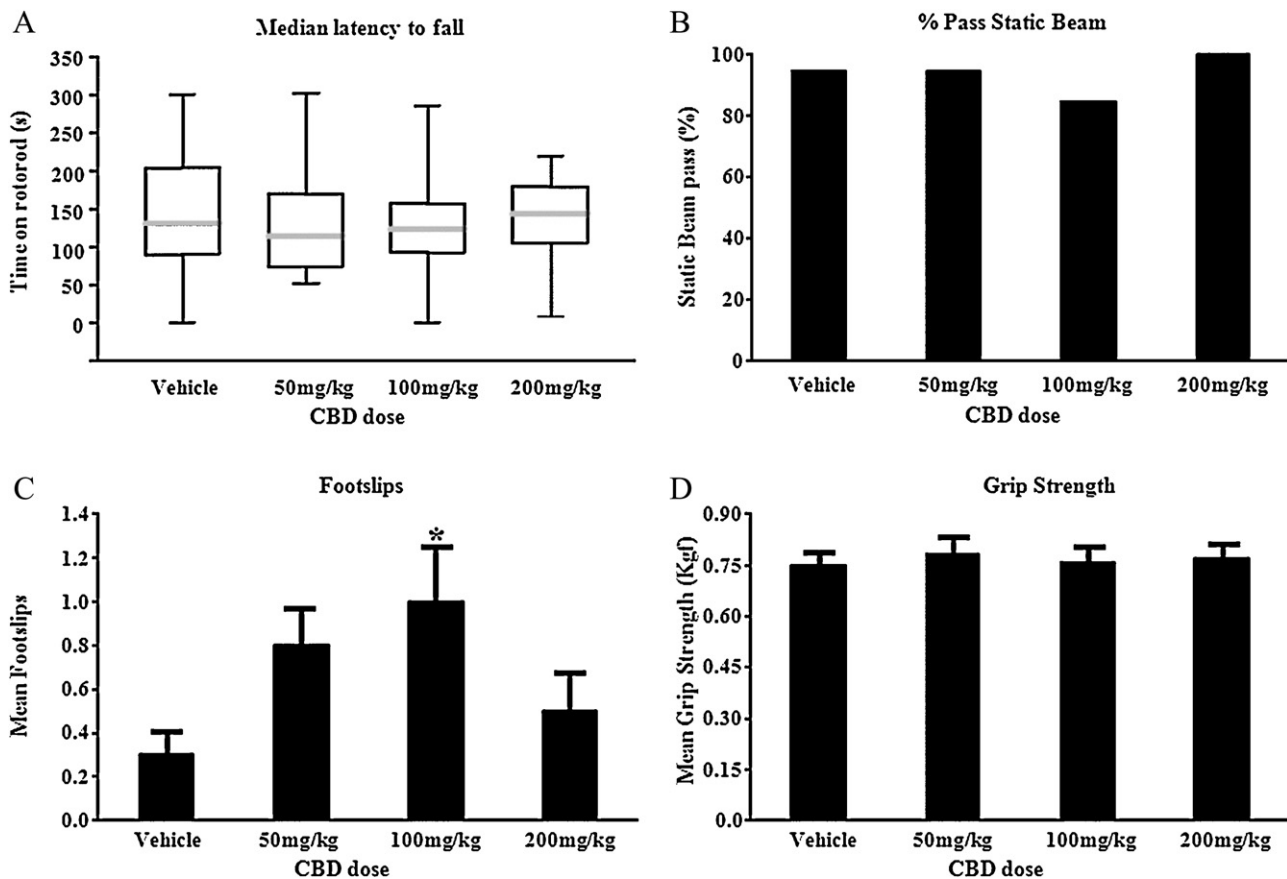 A
Median latency to fall
Time on rotorod (s)
350
300
250
200
150
100
50
0
Vehicle 50mg/kg 100mg/kg 200mg/kg
CBD dose
B
% Pass Static Beam
Static Beam pass (%)
100
80
60
40
20
0
Vehicle 50mg/kg 100mg/kg 200mg/kg
CBD dose
C
Footslips
Mean Footslips
1.4
1.2
1.0
0.8
0.6
0.4
0.2
0.0
*
Vehicle 50mg/kg 100mg/kg 200mg/kg
CBD dose
D
Grip Strength
Mean Grip Strength (Kgf)
0.90
0.75
0.60
0.45
0.30
0.15
0.0
Vehicle 50mg/kg 100mg/kg 200mg/kg
CBD dose